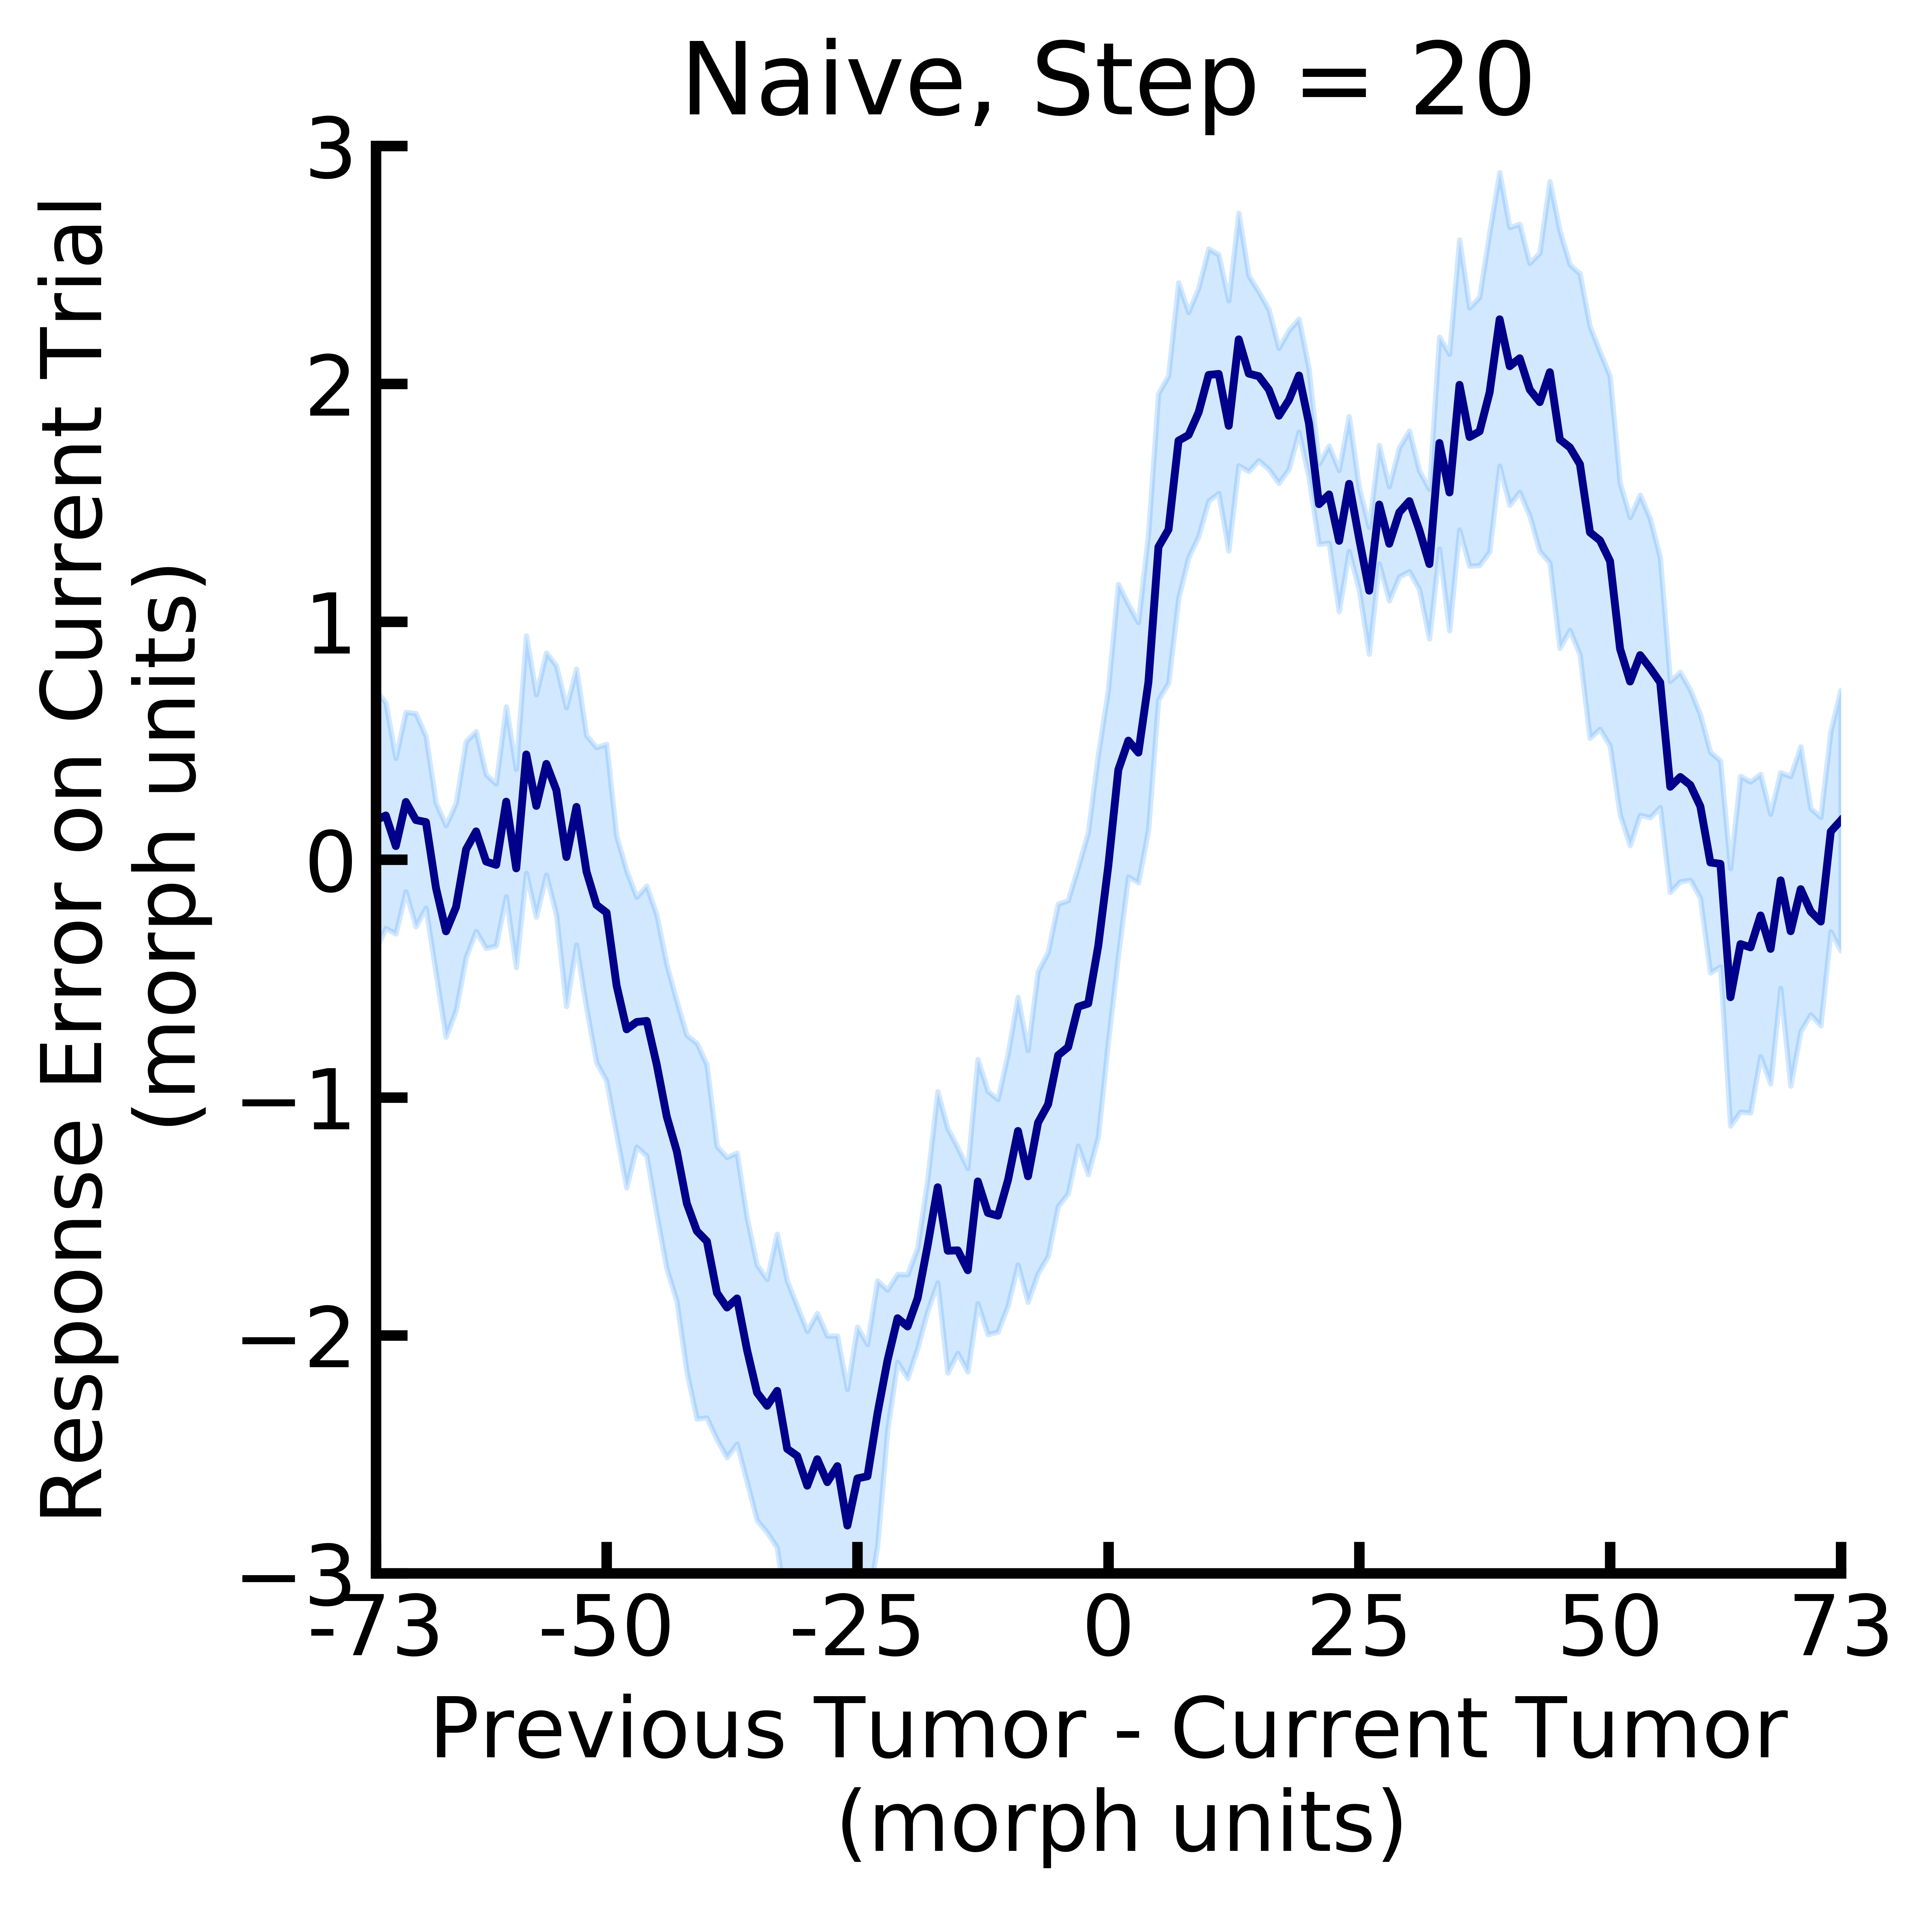 Naive, Step = 20
Response Error on Current Trial
(morph units)
3
2
1
0
−1
−2
−3
-73 -50 -25 0 25 50 73
Previous Tumor - Current Tumor
(morph units)